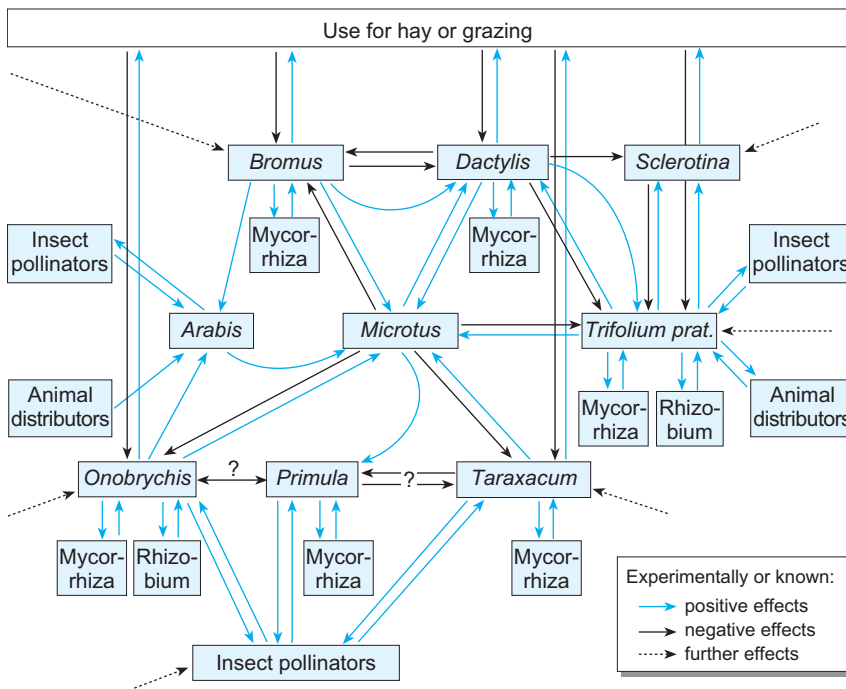 Use for hay or grazing
Bromus
Dactylis
Sclerotina
Mycor-
rhiza
Mycor-
rhiza
Insect
pollinators
Insect
pollinators
Arabis
Microtus
Trifolium prat.
Animal
distributors
Mycor-
rhiza
Rhizo-
bium
Animal
distributors
?
Onobrychis
Primula
?
Taraxacum
Mycor-
rhiza
Rhizo-
bium
Mycor-
rhiza
Mycor-
rhiza
Insect pollinators
Experimentally or known:
positive effects
negative effects
further effects